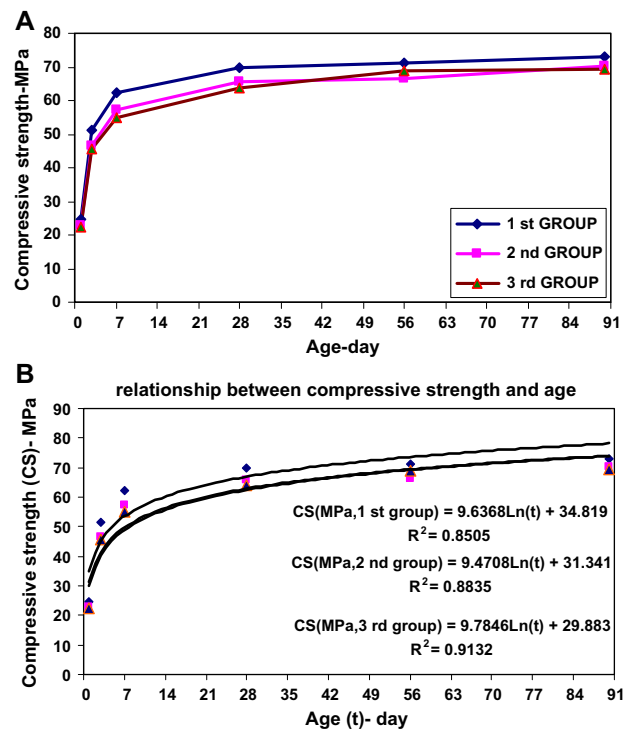 A
Compressive strength-MPa
80
70
60
50
40
30
20
10
0
0 7 14 21 28 35 42 49 56 63 70 77 84 91
Age-day
1 st GROUP
2 nd GROUP
3 rd GROUP
B
relationship between compressive strength and age
Compressive strength (CS)- MPa
90
80
70
60
50
40
30
20
10
0
0 7 14 21 28 35 42 49 56 63 70 77 84 91
Age (t)- day
CS(MPa,1 st group) = 9.6368Ln(t) + 34.819
R² = 0.8505
CS(MPa,2 nd group) = 9.4708Ln(t) + 31.341
R² = 0.8835
CS(MPa,3 rd group) = 9.7846Ln(t) + 29.883
R² = 0.9132